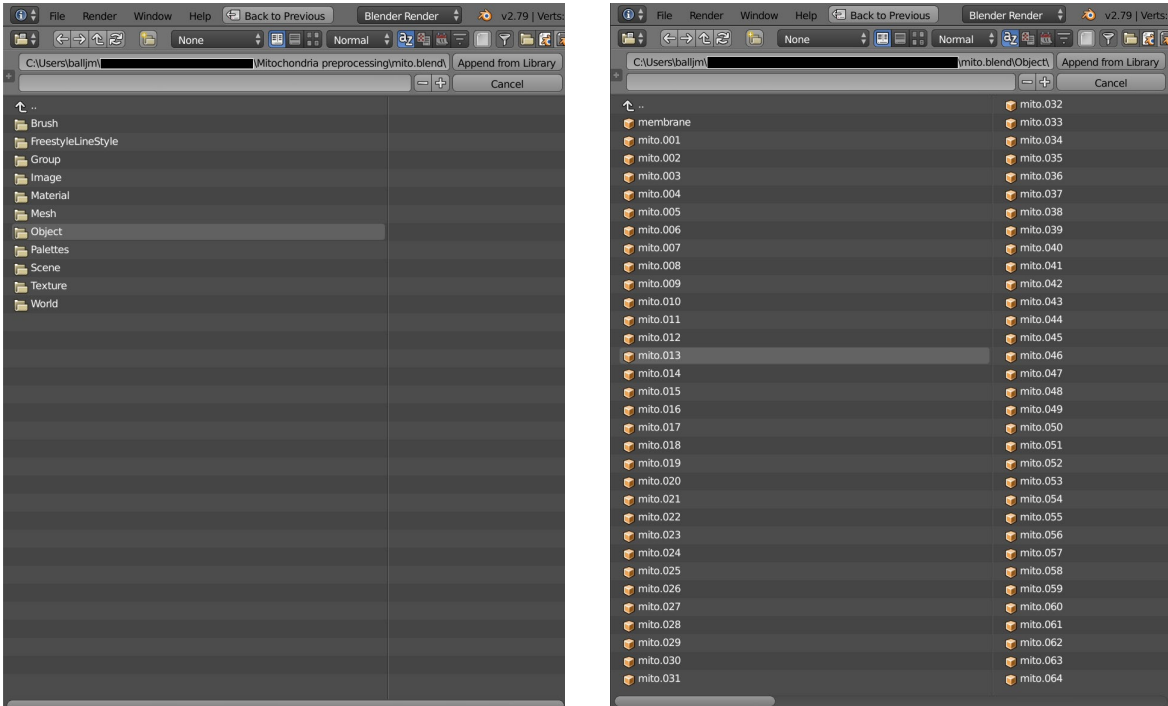 File Render Window Help Back to Previous Blender Render v2.79 | Verts:
None Normal
C:\Users\balljm\ \Mitochondria preprocessing\mito.blend\ Append from Library
Cancel
..
Brush
FreestyleLineStyle
Group
Image
Material
Mesh
Object
Palettes
Scene
Texture
World
File Render Window Help Back to Previous Blender Render v2.79 | Verts:
None Normal
C:\Users\balljm\ \mito.blend\Object\ Append from Library
Cancel
..
membrane
mito.001
mito.002
mito.003
mito.004
mito.005
mito.006
mito.007
mito.008
mito.009
mito.010
mito.011
mito.012
mito.013
mito.014
mito.015
mito.016
mito.017
mito.018
mito.019
mito.020
mito.021
mito.022
mito.023
mito.024
mito.025
mito.026
mito.027
mito.028
mito.029
mito.030
mito.031
mito.032
mito.033
mito.034
mito.035
mito.036
mito.037
mito.038
mito.039
mito.040
mito.041
mito.042
mito.043
mito.044
mito.045
mito.046
mito.047
mito.048
mito.049
mito.050
mito.051
mito.052
mito.053
mito.054
mito.055
mito.056
mito.057
mito.058
mito.059
mito.060
mito.061
mito.062
mito.063
mito.064